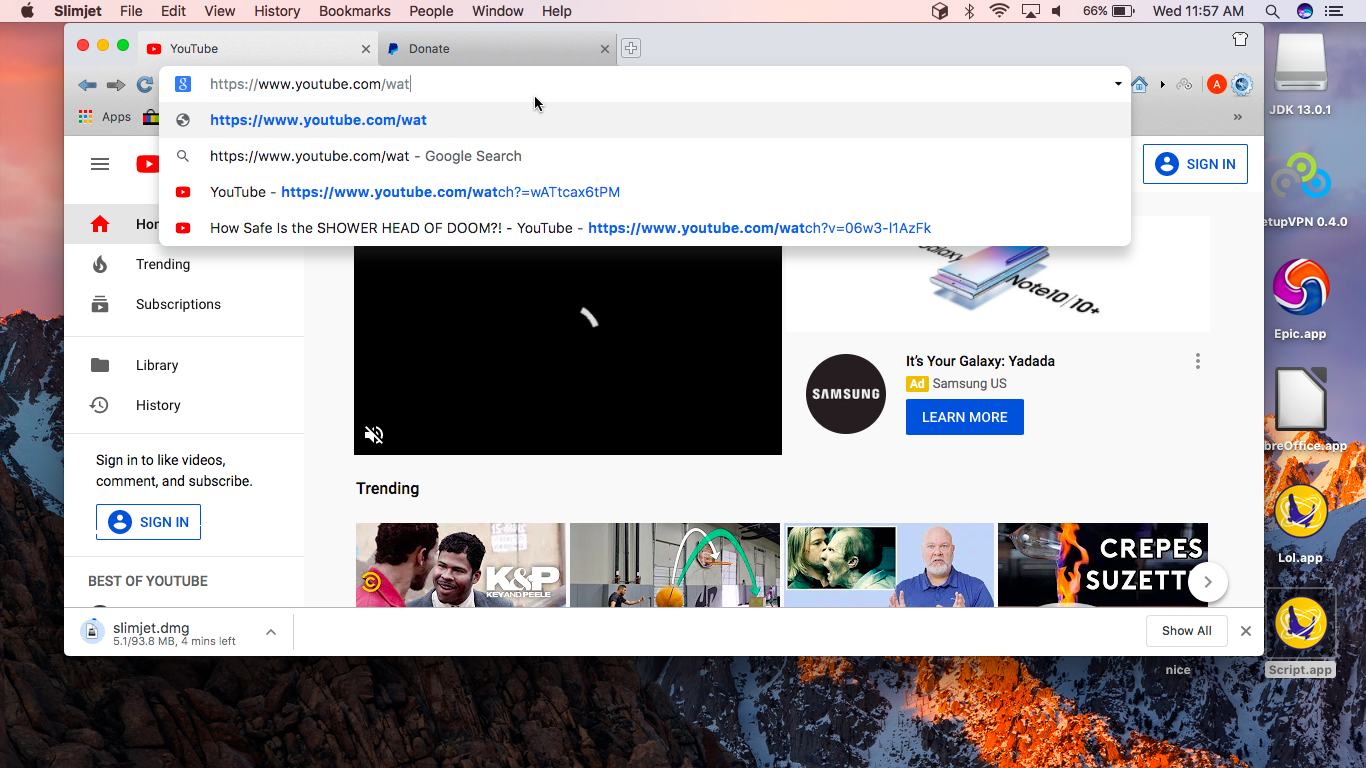 Slimjet File Edit View History Bookmarks People Window Help 66% Wed 11:57 AM
YouTube
Donate
https://www.youtube.com/wat
A
Apps
»
https://www.youtube.com/wat
https://www.youtube.com/wat - Google Search
YouTube - https://www.youtube.com/watch?=wATtcax6tPM
How Safe Is the SHOWER HEAD OF DOOM?! - YouTube - https://www.youtube.com/watch?v=06w3-I1AzFk
SIGN IN
Trending
Subscriptions
Library
History
Sign in to like videos,
comment, and subscribe.
SIGN IN
BEST OF YOUTUBE
Note10/10+
It's Your Galaxy: Yadada
Ad Samsung US
SAMSUNG
LEARN MORE
Trending
K&P
KEY AND PEELE
CREPES
slimjet.dmg
5.1/93.8 MB, 4 mins left
Show All
JDK 13.0.1
etupVPN 0.4.0
Epic.app
breOffice.app
Lol.app
nice
Script.app